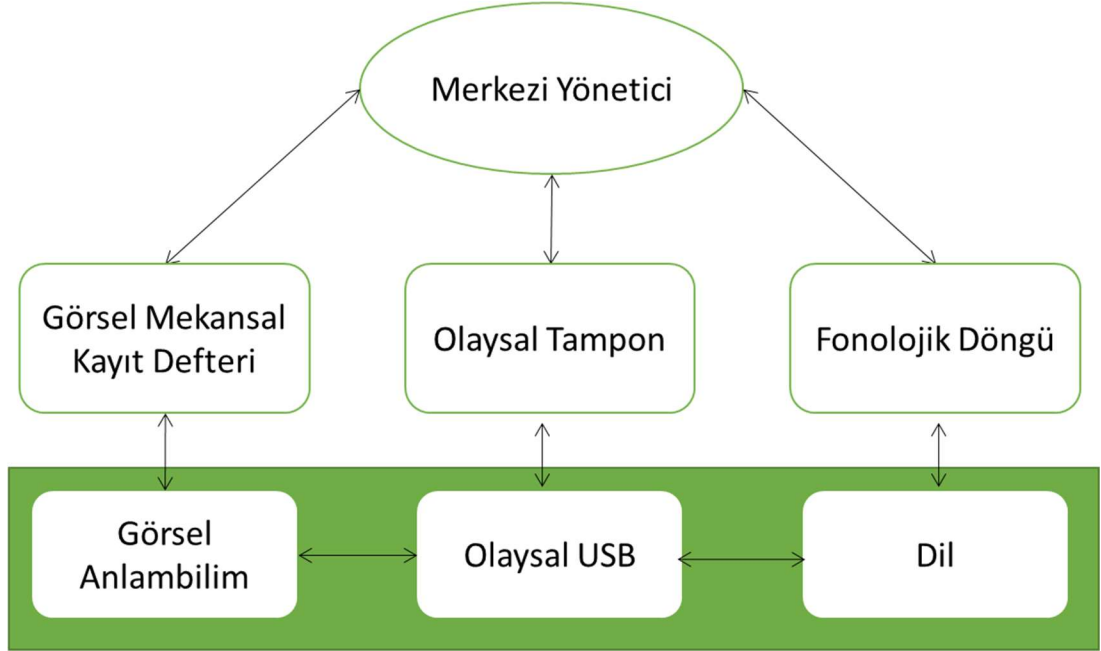 Merkezi Yönetici
Görsel Mekansal
Kayıt Defteri
Olaysal Tampon
Fonolojik Döngü
Görsel
Anlambilim
Olaysal USB
Dil